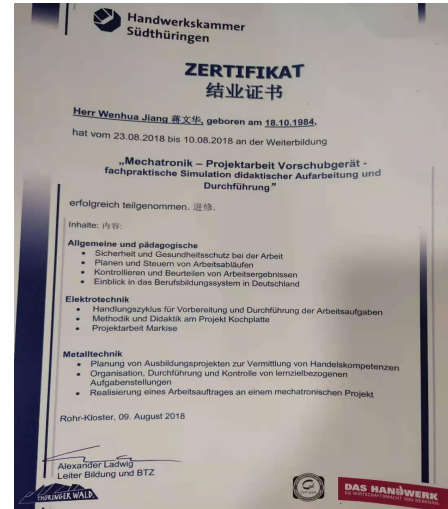 Handwerkskammer
Südthüringen
ZERTIFIKAT
结业证书
Herr Wenhua Jiang 蒋文华, geboren am 18.10.1984,
hat vom 23.08.2018 bis 10.08.2018 an der Weiterbildung
„Mechatronik – Projektarbeit Vorschubgerät -
fachpraktische Simulation didaktischer Aufarbeitung und
Durchführung"
erfolgreich teilgenommen. 进修.
Inhalte: 内容:
Allgemeine und pädagogische
• Sicherheit und Gesundheitsschutz bei der Arbeit
• Planen und Steuern von Arbeitsabläufen
• Kontrollieren und Beurteilen von Arbeitsergebnissen
• Einblick in das Berufsbildungssystem in Deutschland
Elektrotechnik
• Handlungszyklus für Vorbereitung und Durchführung der Arbeitsaufgaben
• Methodik und Didaktik am Projekt Kochplatte
• Projektarbeit Markise
Metalltechnik
• Planung von Ausbildungsprojekten zur Vermittlung von Handelskompetenzen
• Organisation, Durchführung und Kontrolle von lernzielbezogenen
Aufgabenstellungen
• Realisierung eines Arbeitsauftrages an einem mechatronischen Projekt
Rohr-Kloster, 09. August 2018
Alexander Ladwig
Leiter Bildung und BTZ
THÜRINGER WALD
DAS HANDWERK
DIE WIRTSCHAFTSMACHT VON NEBENAN